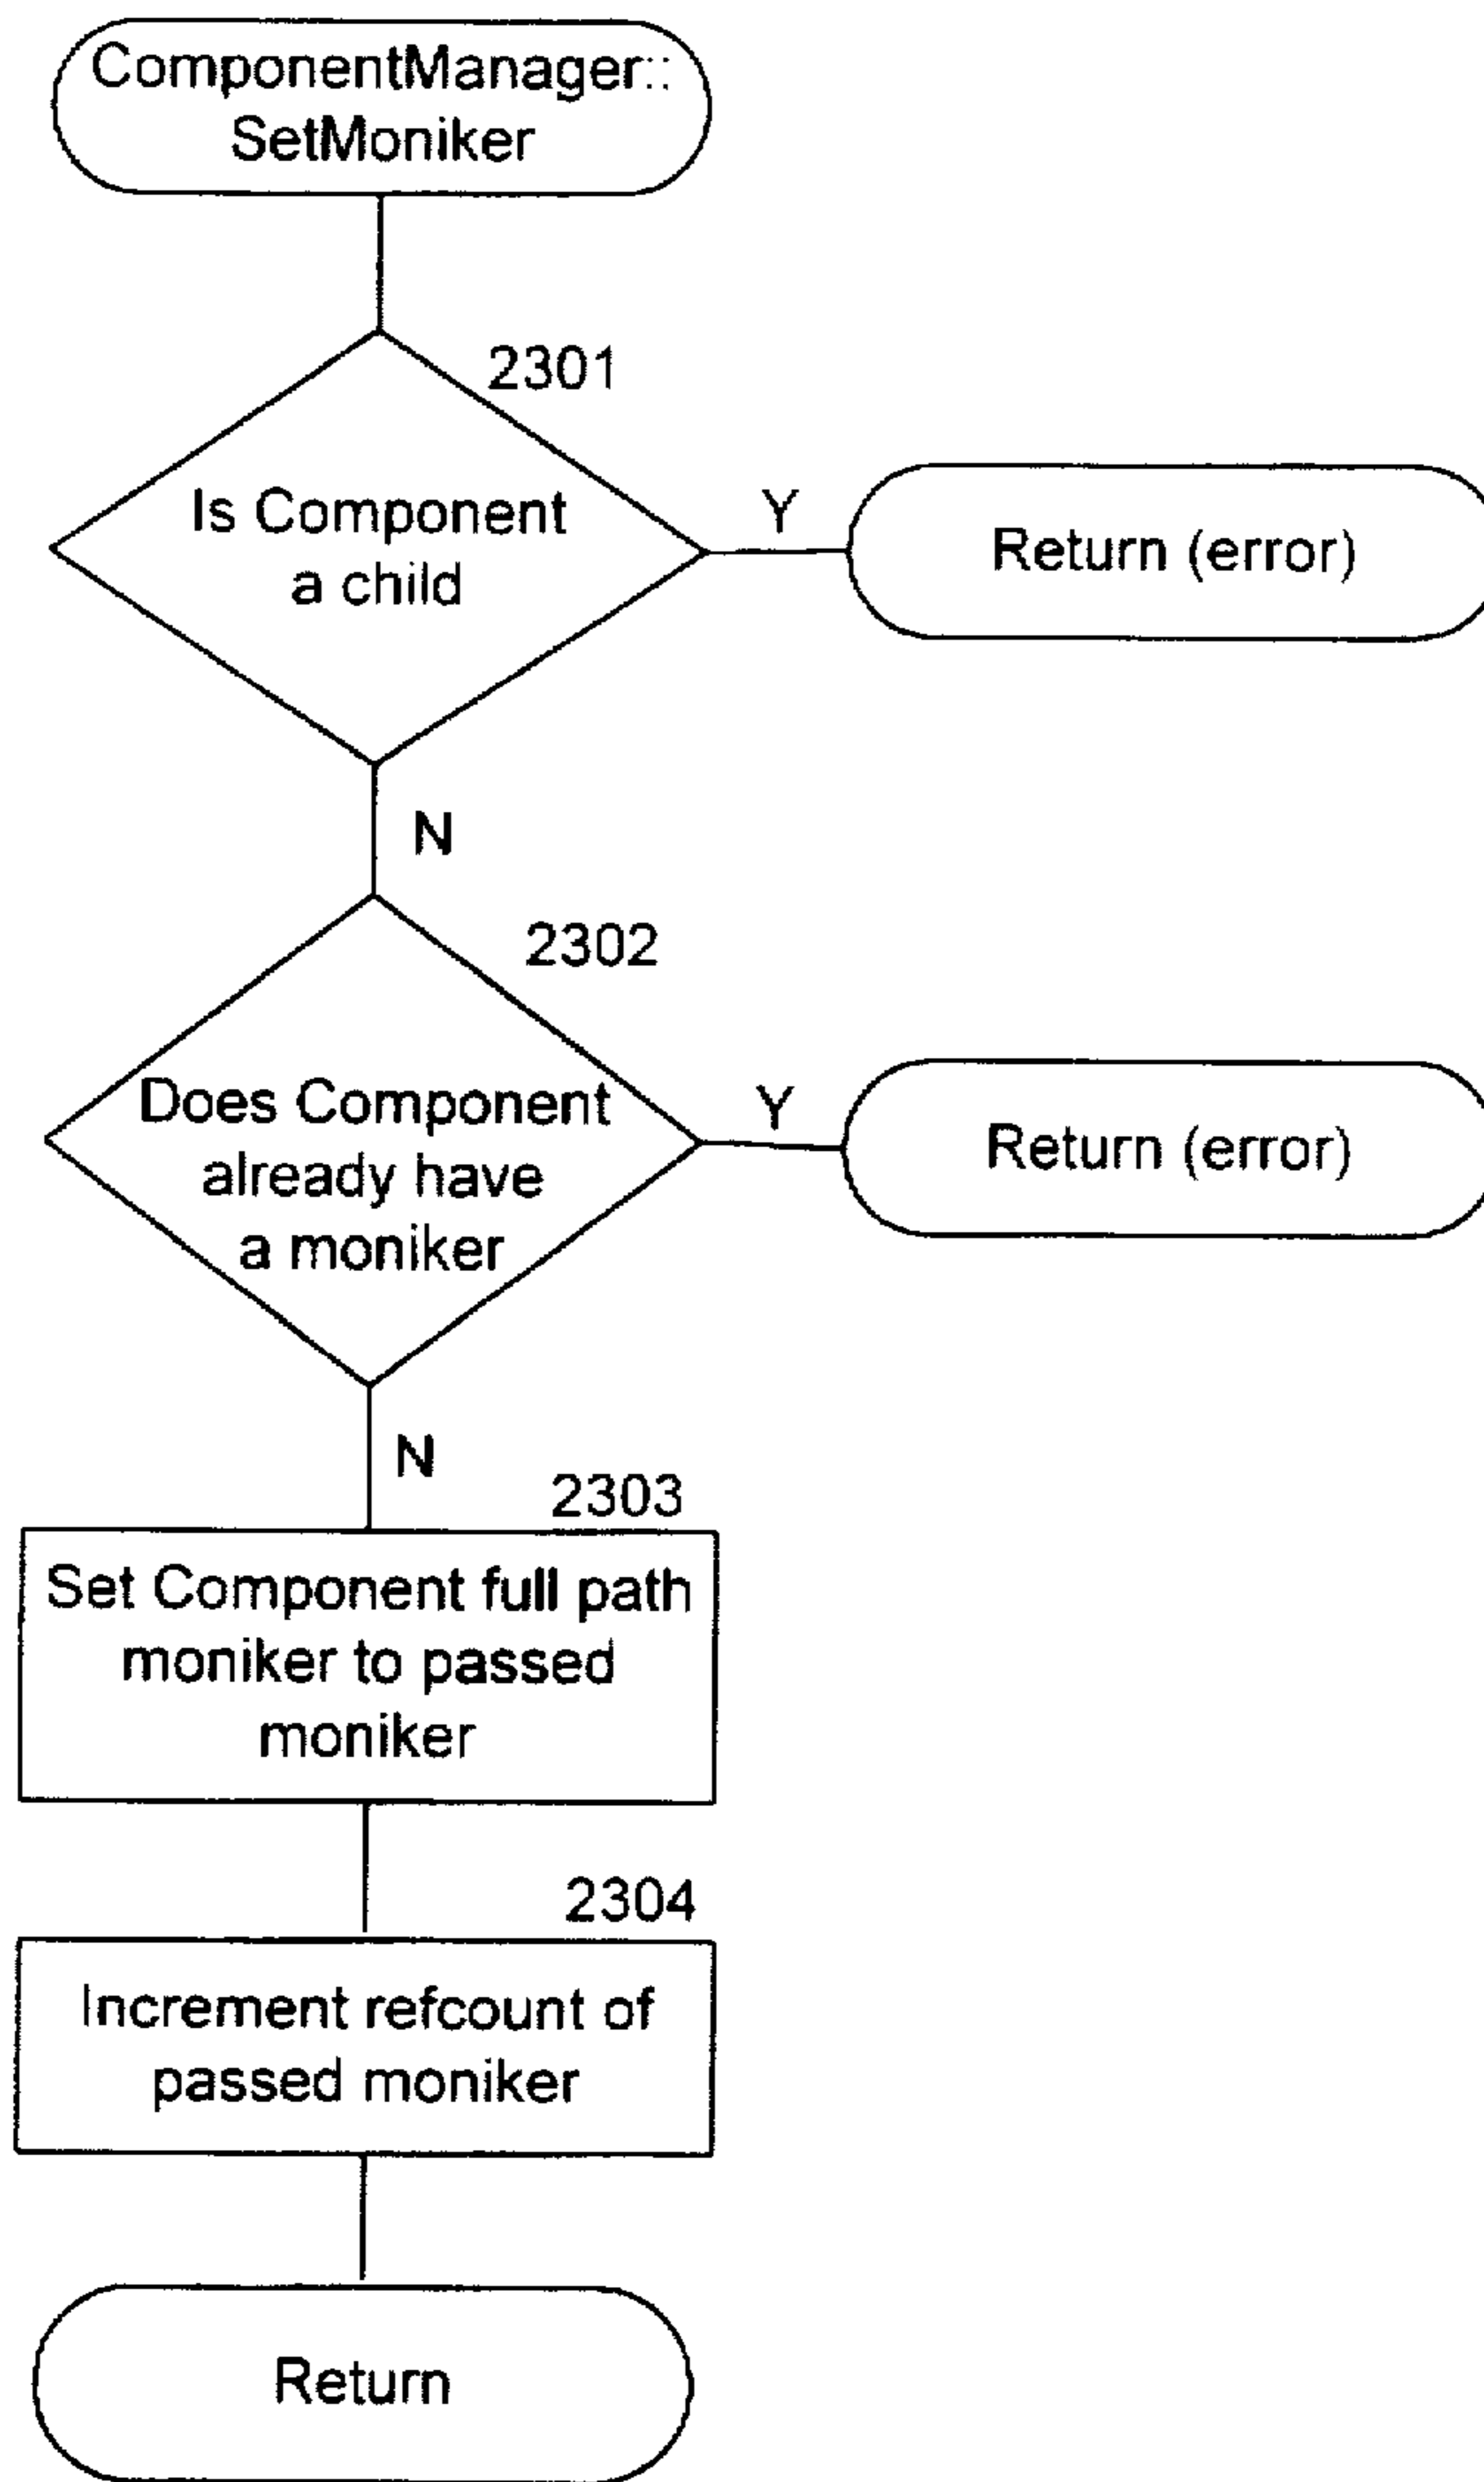 ComponentManager::
SetMoniker
2301
Is Component
a child
Y
Return (error)
N
2302
Does Component
already have
a moniker
Y
Return (error)
N
2303
Set Component full path
moniker to passed
moniker
2304
Increment refcount of
passed moniker
Return